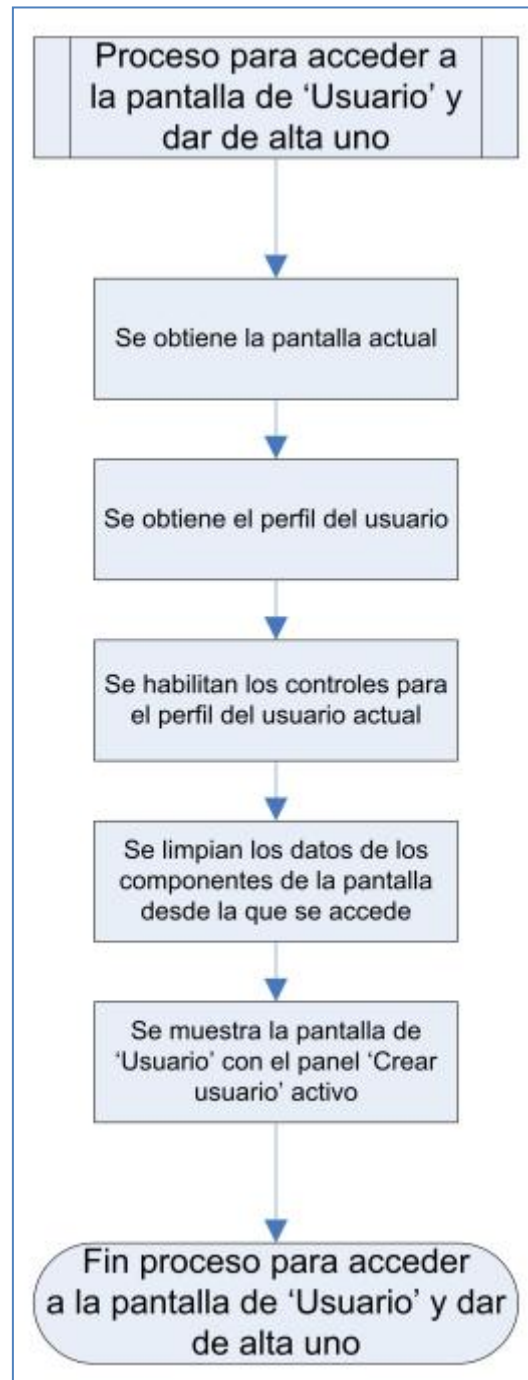 Proceso para acceder a
la pantalla de ‘Usuario’ y
dar de alta uno
Se obtiene la pantalla actual
Se obtiene el perfil del usuario
Se habilitan los controles para
el perfil del usuario actual
Se limpian los datos de los
componentes de la pantalla
desde la que se accede
Se muestra la pantalla de
‘Usuario’ con el panel ‘Crear
usuario’ activo
Fin proceso para acceder
a la pantalla de ‘Usuario’ y dar
de alta uno